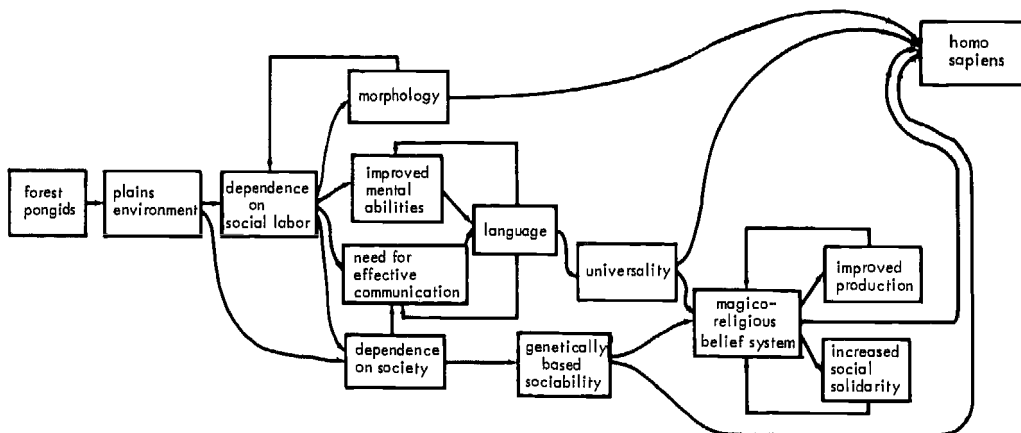 homo
sapiens
morphology
forest
pongids
plains
environment
dependence
on
social labor
improved
mental
abilities
language
need for
effective
communication
universality
improved
production
magico-
religious
belief system
dependence
on society
genetically
based
sociability
increased
social
solidarity